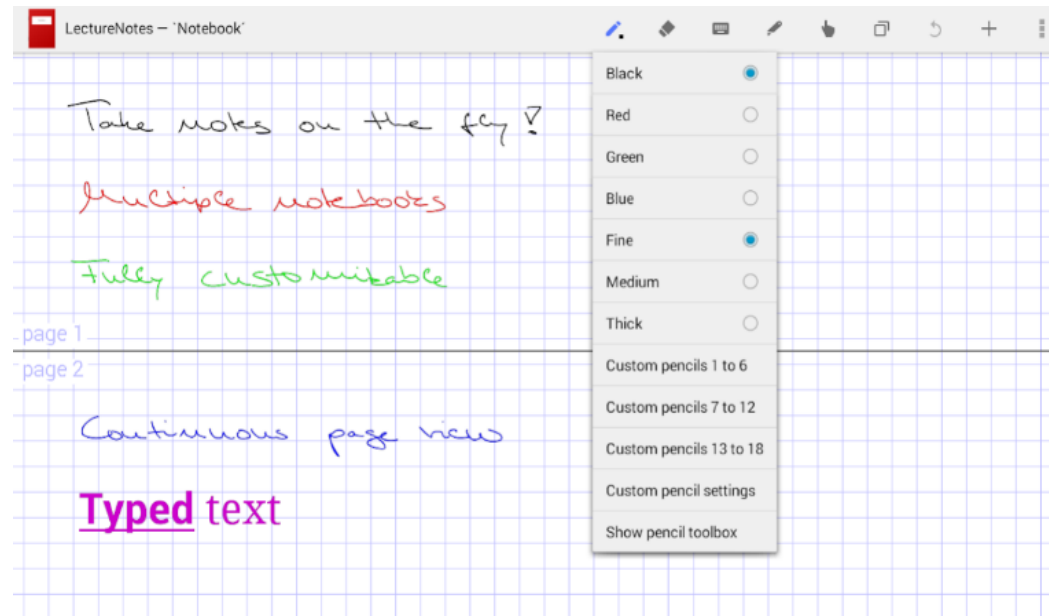 LectureNotes — `Notebook´
Black
Red
Green
Blue
Fine
Medium
Thick
Custom pencils 1 to 6
Custom pencils 7 to 12
Custom pencils 13 to 18
Custom pencil settings
Show pencil toolbox
Take notes on the fly!
Multiple notebooks
Fully customizable
page 1
page 2
Continuous page view
Typed text